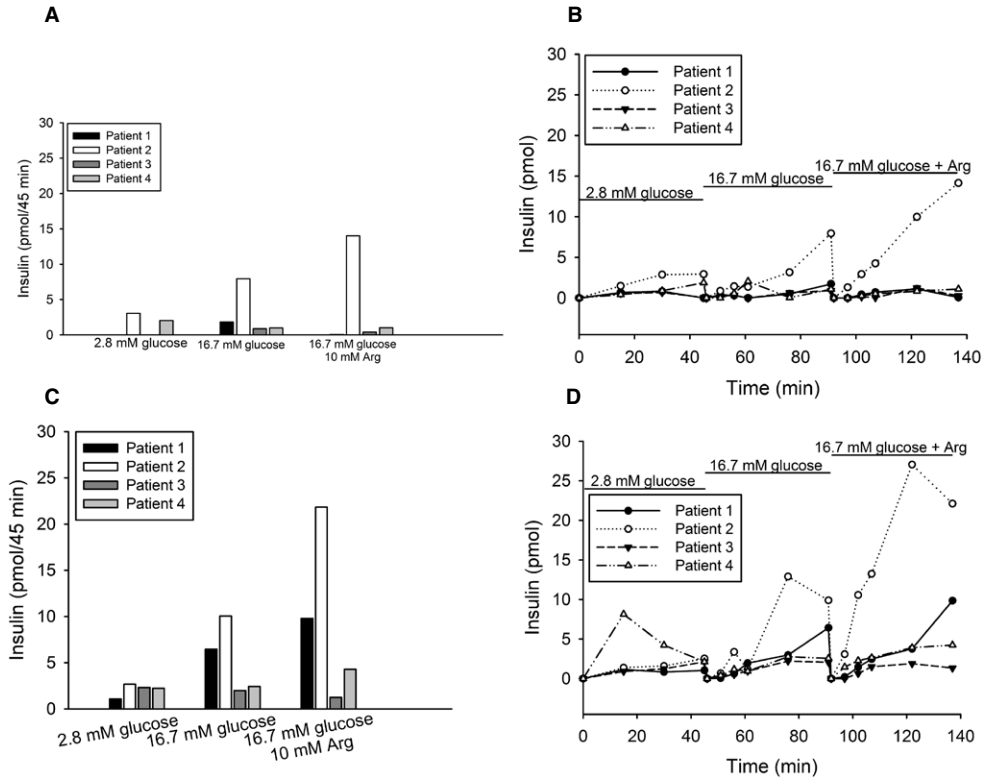 A
30
25
20
15
10
5
0
Insulin (pmol/45 min)
Patient 1
Patient 2
Patient 3
Patient 4
2.8 mM glucose
16.7 mM glucose
16.7 mM glucose
10 mM Arg
B
30
25
20
15
10
5
0
Insulin (pmol)
Patient 1
Patient 2
Patient 3
Patient 4
2.8 mM glucose
16.7 mM glucose
16.7 mM glucose + Arg
0 20 40 60 80 100 120 140
Time (min)
C
30
25
20
15
10
5
0
Insulin (pmol/45 min)
Patient 1
Patient 2
Patient 3
Patient 4
2.8 mM glucose
16.7 mM glucose
16.7 mM glucose
10 mM Arg
D
30
25
20
15
10
5
0
Insulin (pmol)
16.7 mM glucose + Arg
16.7 mM glucose
2.8 mM glucose
Patient 1
Patient 2
Patient 3
Patient 4
0 20 40 60 80 100 120 140
Time (min)